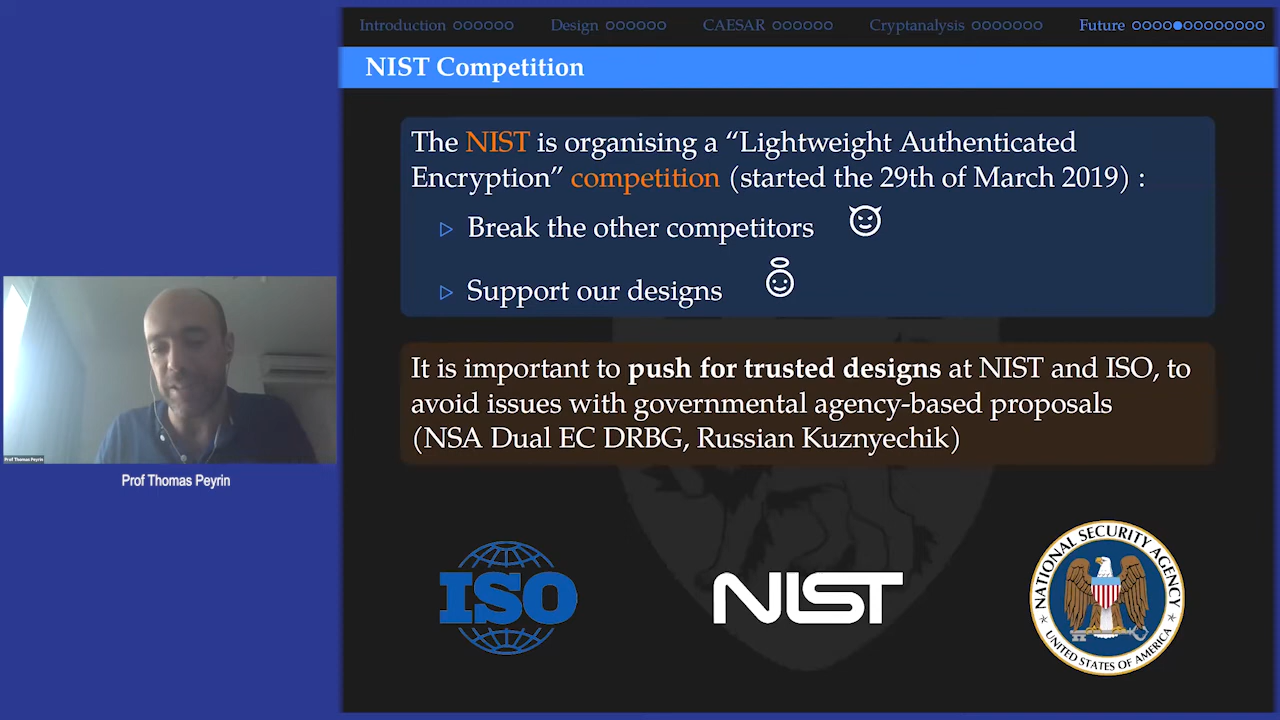 Introduction Design CAESAR Cryptanalysis Future
NIST Competition
The NIST is organising a “Lightweight Authenticated
Encryption” competition (started the 29th of March 2019) :
Break the other competitors
Support our designs
It is important to push for trusted designs at NIST and ISO, to
avoid issues with governmental agency-based proposals
(NSA Dual EC DRBG, Russian Kuznyechik)
Prof Thomas Peyrin
Prof Thomas Peyrin
ISO
NIST
NATIONAL SECURITY AGENCY
UNITED STATES OF AMERICA